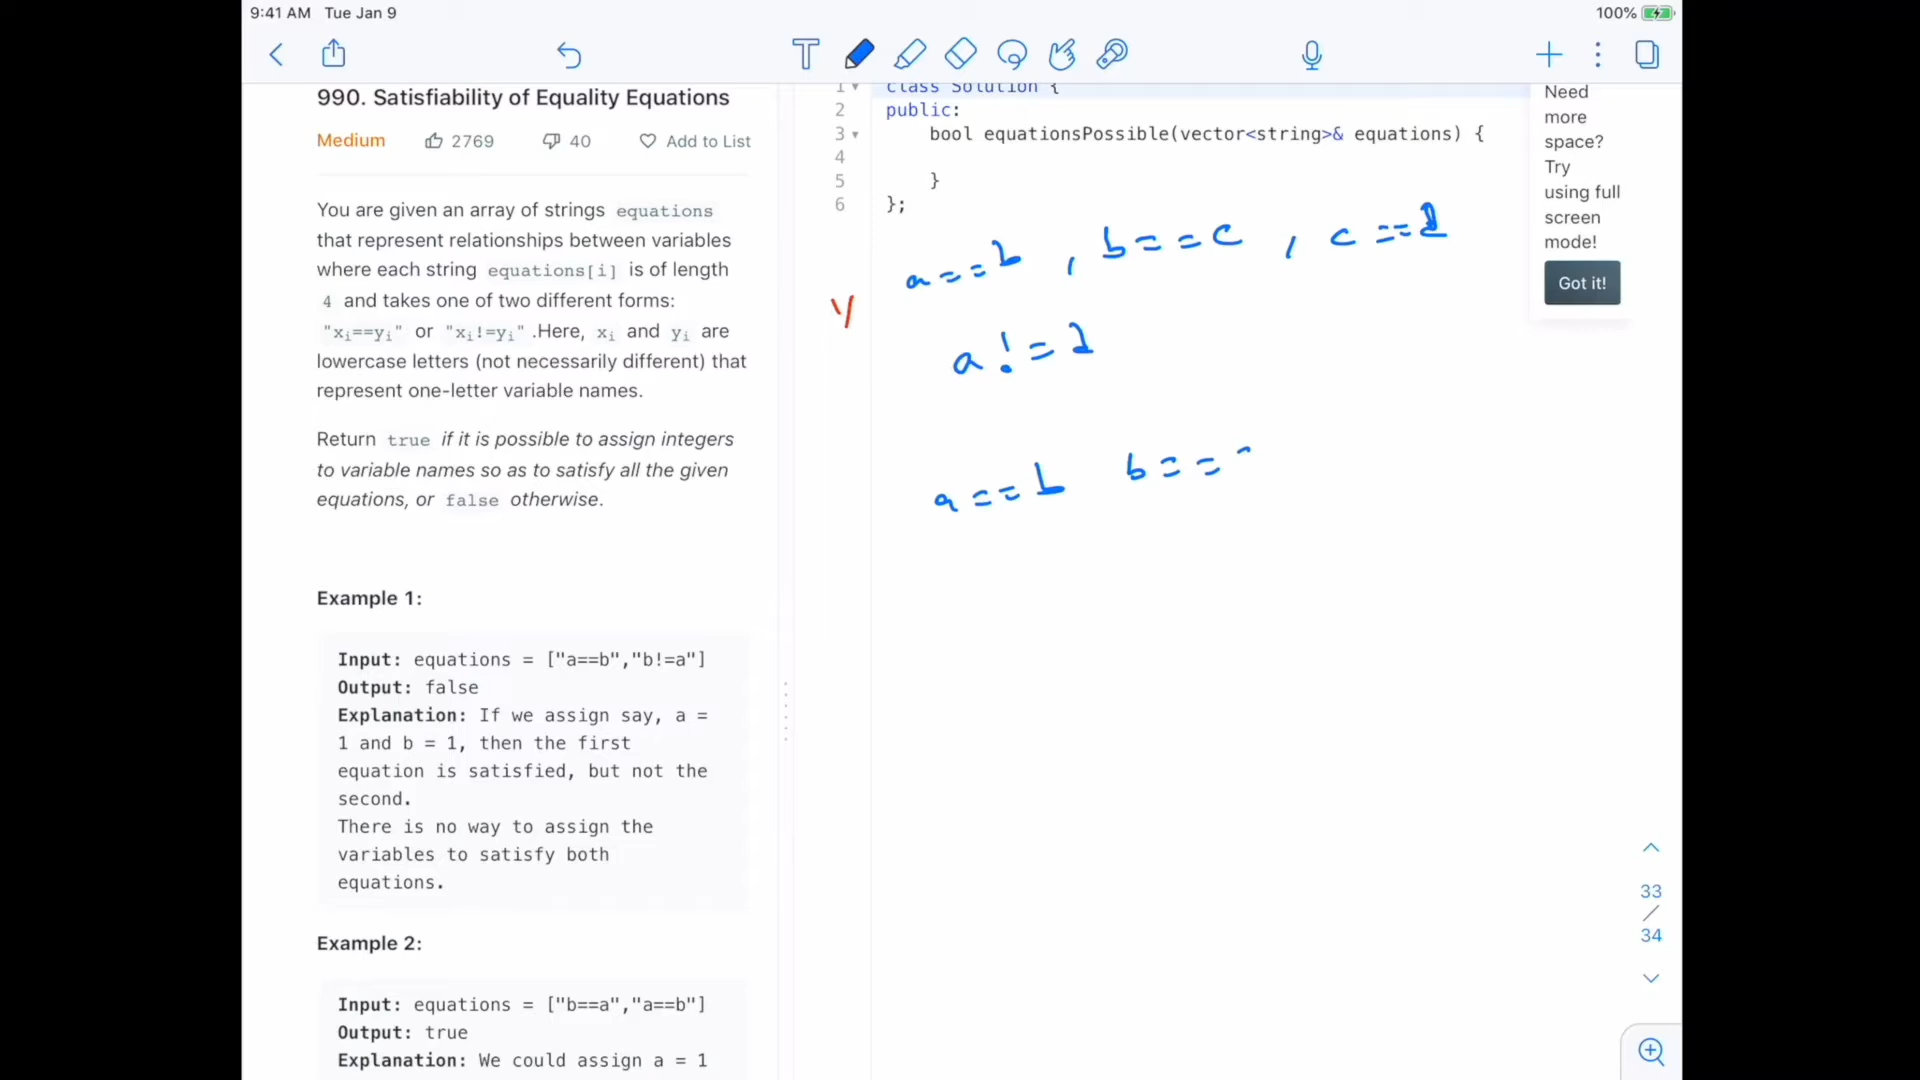 9:41 AM Tue Jan 9
100%
990. Satisfiability of Equality Equations
Medium 2769 40 Add to List
You are given an array of strings equations
that represent relationships between variables
where each string equations[i] is of length
4 and takes one of two different forms:
"xi==yi" or "xi!=yi" .Here, xi and yi are
lowercase letters (not necessarily different) that
represent one-letter variable names.
Return true if it is possible to assign integers
to variable names so as to satisfy all the given
equations, or false otherwise.
Example 1:
Input: equations = ["a==b","b!=a"]
Output: false
Explanation: If we assign say, a =
1 and b = 1, then the first
equation is satisfied, but not the
second.
There is no way to assign the
variables to satisfy both
equations.
Example 2:
Input: equations = ["b==a","a==b"]
Output: true
Explanation: We could assign a = 1
1 class Solution {
2 public:
3 bool equationsPossible(vector<string>& equations) {
4
5 }
6 };
a==b , b==c , c==d
a!=d
a==b b==
Need
more
space?
Try
using full
screen
mode!
Got it!
33
/
34